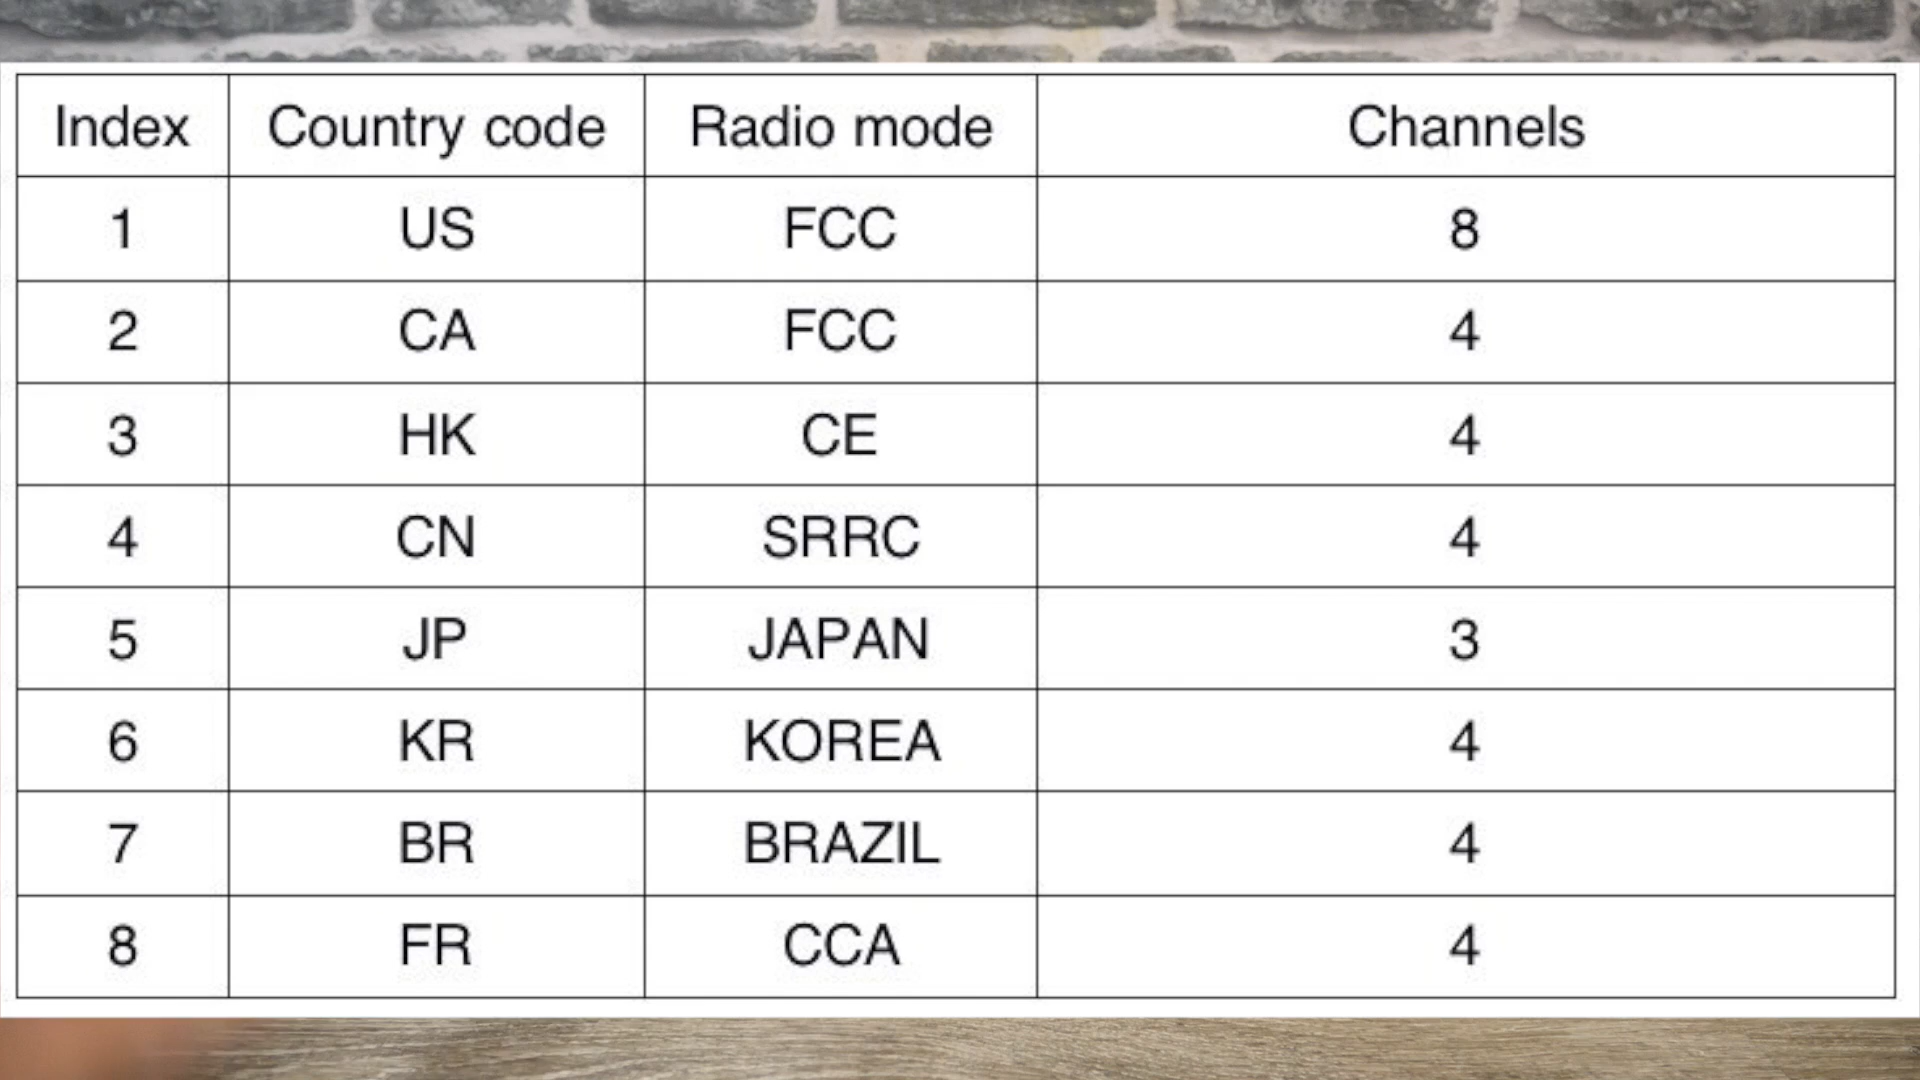 Index Country code Radio mode Channels
1 US FCC 8
2 CA FCC 4
3 HK CE 4
4 CN SRRC 4
5 JP JAPAN 3
6 KR KOREA 4
7 BR BRAZIL 4
8 FR CCA 4